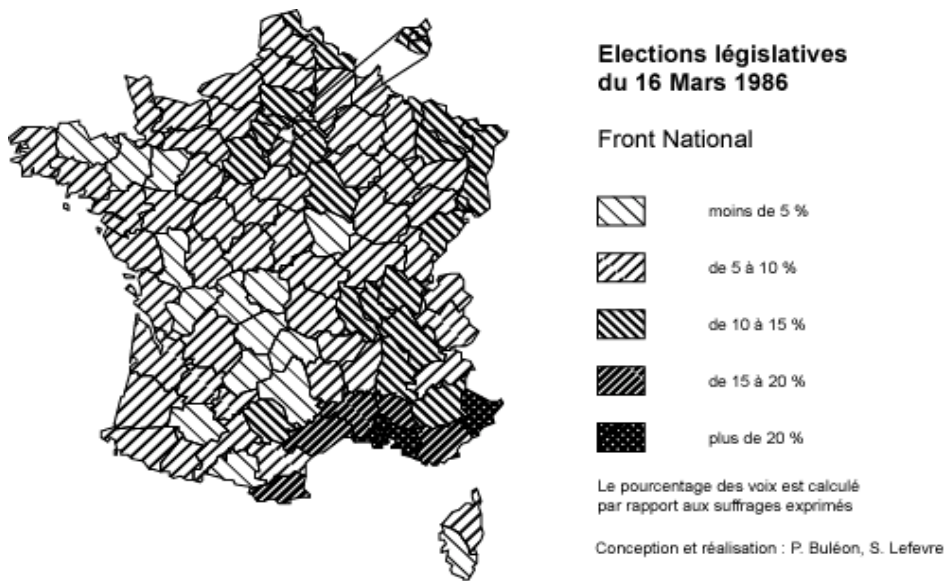 Elections législatives
du 16 Mars 1986
Front National
moins de 5 %
de 5 à 10 %
de 10 à 15 %
de 15 à 20 %
plus de 20 %
Le pourcentage des voix est calculé
par rapport aux suffrages exprimés
Conception et réalisation : P. Buléon, S. Lefevre